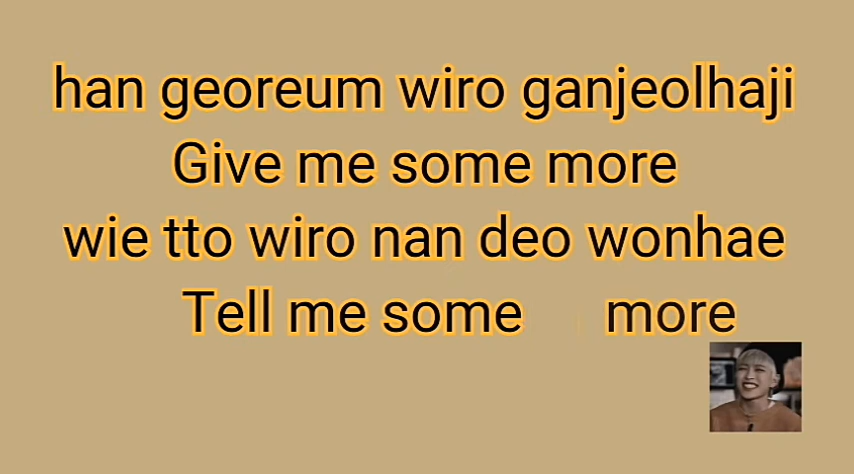 han georeum wiro ganjeolhaji
Give me some more
wie tto wiro nan deo wonhae
Tell me some more